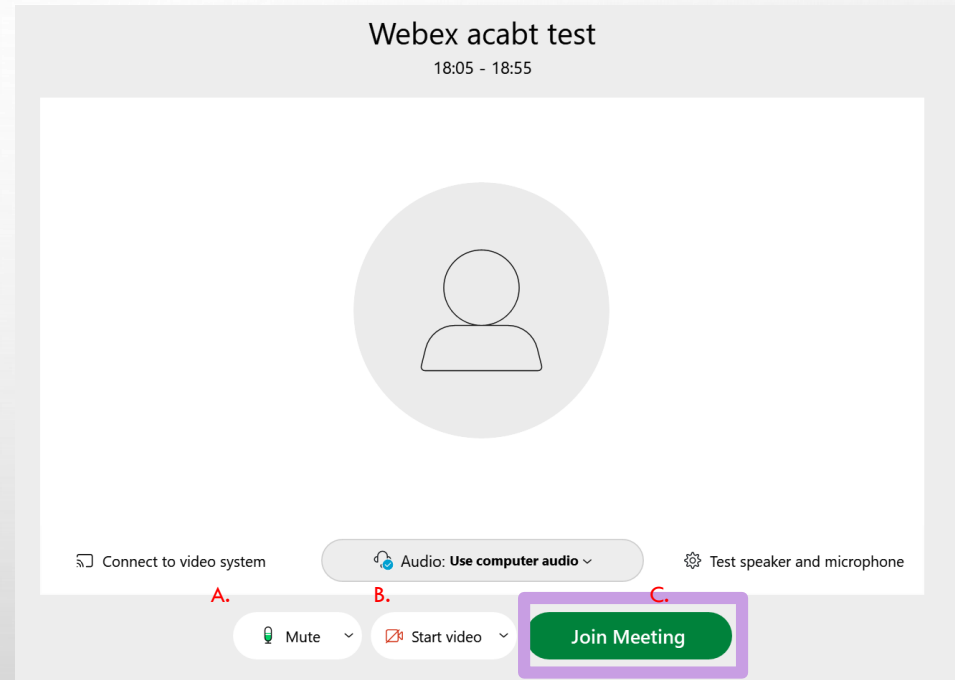 Webex acabt test
18:05 - 18:55
Connect to video system
Audio: Use computer audio
Test speaker and microphone
A.
B.
C.
Mute
Start video
Join Meeting